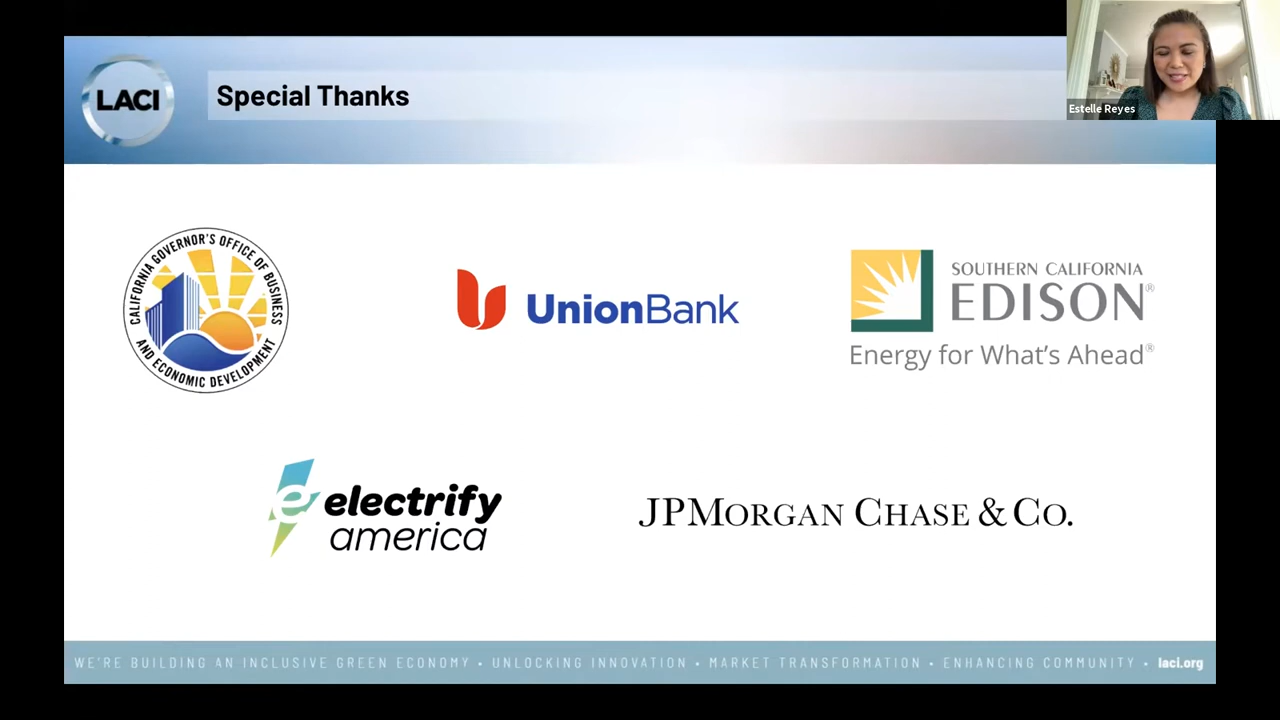 LACI
Special Thanks
Estelle Reyes
CALIFORNIA GOVERNOR'S OFFICE OF BUSINESS
AND ECONOMIC DEVELOPMENT
UnionBank
SOUTHERN CALIFORNIA
EDISON®
Energy for What's Ahead®
e electrify
america
JPMORGAN CHASE & CO.
WE'RE BUILDING AN INCLUSIVE GREEN ECONOMY • UNLOCKING INNOVATION • MARKET TRANSFORMATION • ENHANCING COMMUNITY • laci.org